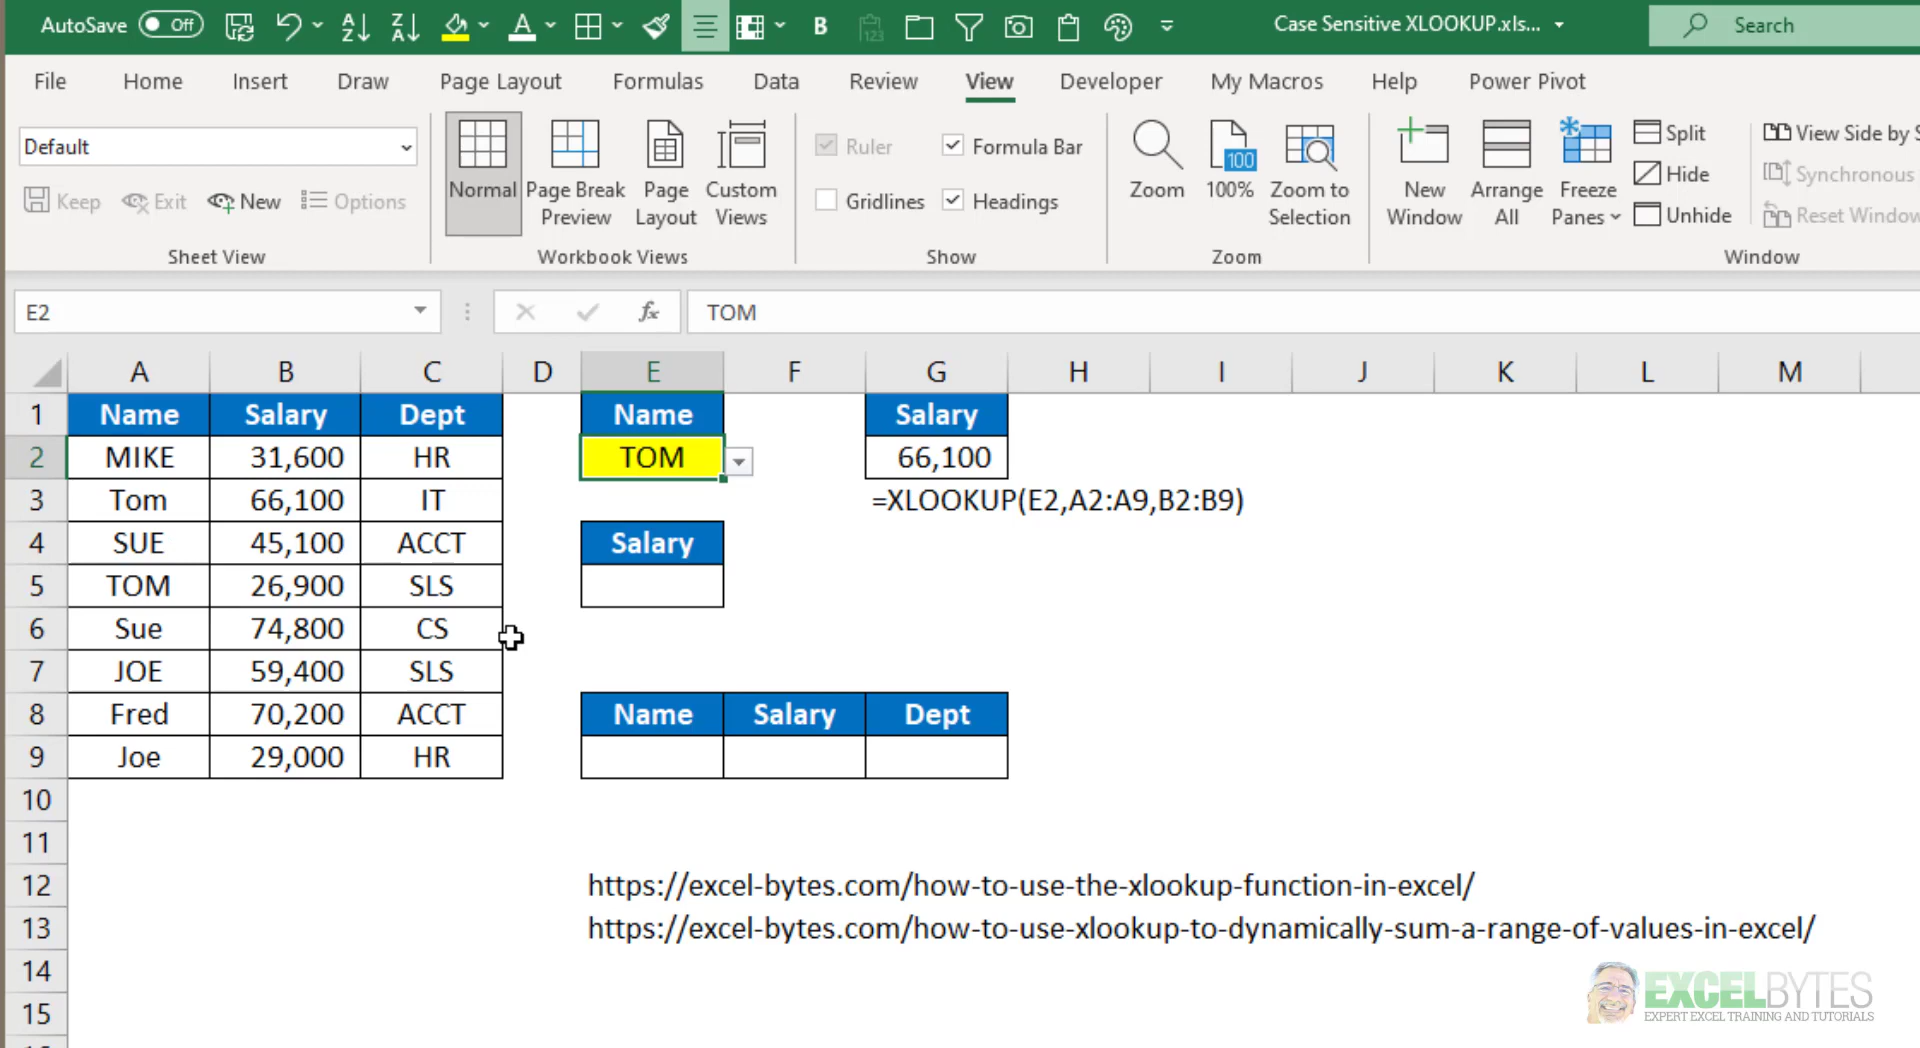 AutoSave Off Case Sensitive XLOOKUP.xls... Search
File Home Insert Draw Page Layout Formulas Data Review View Developer My Macros Help Power Pivot
Default
Keep Exit New Options
Sheet View
Normal Page Break Preview Page Layout Custom Views
Workbook Views
Ruler Formula Bar
Gridlines Headings
Show
Zoom 100% Zoom to Selection
Zoom
New Window Arrange All Freeze Panes
Split
Hide
Unhide
View Side by S
Synchronous
Reset Window
Window
E2 fx TOM
A B C D E F G H I J K L M
1 Name Salary Dept Name Salary
2 MIKE 31,600 HR TOM 66,100
3 Tom 66,100 IT =XLOOKUP(E2,A2:A9,B2:B9)
4 SUE 45,100 ACCT Salary
5 TOM 26,900 SLS
6 Sue 74,800 CS
7 JOE 59,400 SLS
8 Fred 70,200 ACCT Name Salary Dept
9 Joe 29,000 HR
10
11
12 https://excel-bytes.com/how-to-use-the-xlookup-function-in-excel/
13 https://excel-bytes.com/how-to-use-xlookup-to-dynamically-sum-a-range-of-values-in-excel/
14
15
EXCELBYTES
EXPERT EXCEL TRAINING AND TUTORIALS